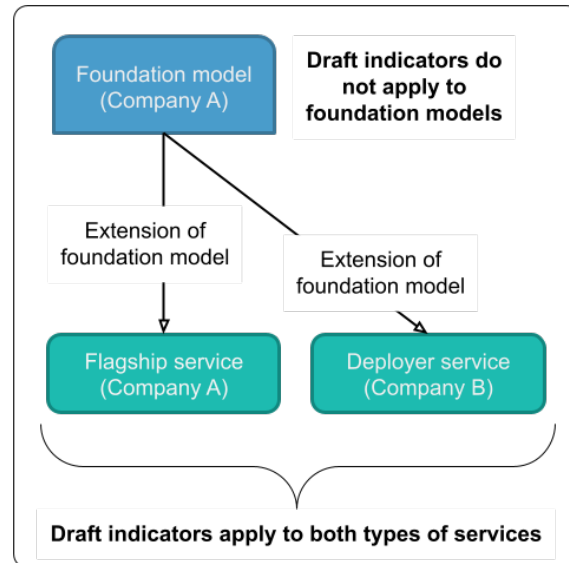 Foundation model
(Company A)
Draft indicators do
not apply to
foundation models
Extension of
foundation model
Extension of
foundation model
Flagship service
(Company A)
Deployer service
(Company B)
Draft indicators apply to both types of services